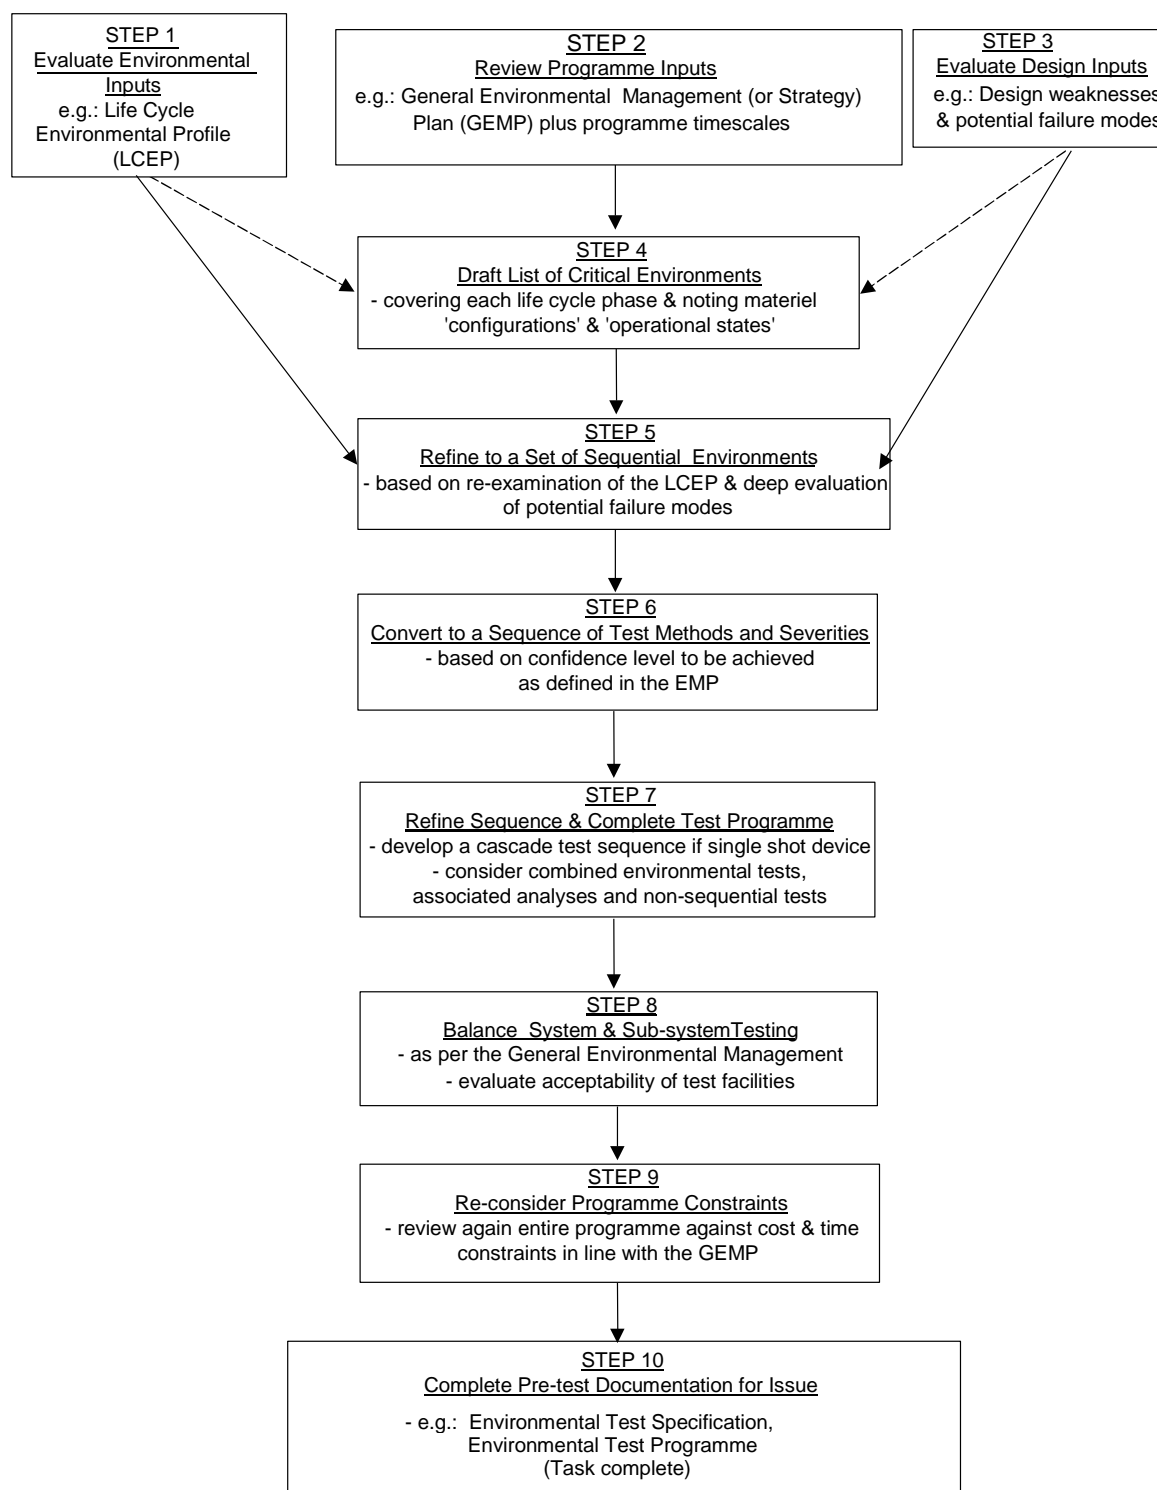 STEP 1
Evaluate Environmental
Inputs
e.g.: Life Cycle
Environmental Profile
(LCEP)
STEP 2
Review Programme Inputs
e.g.: General Environmental Management (or Strategy)
Plan (GEMP) plus programme timescales
STEP 3
Evaluate Design Inputs
e.g.: Design weaknesses
& potential failure modes
STEP 4
Draft List of Critical Environments
- covering each life cycle phase & noting materiel
'configurations' & 'operational states'
STEP 5
Refine to a Set of Sequential Environments
- based on re-examination of the LCEP & deep evaluation
of potential failure modes
STEP 6
Convert to a Sequence of Test Methods and Severities
- based on confidence level to be achieved
as defined in the EMP
STEP 7
Refine Sequence & Complete Test Programme
- develop a cascade test sequence if single shot device
- consider combined environmental tests,
associated analyses and non-sequential tests
STEP 8
Balance System & Sub-systemTesting
- as per the General Environmental Management
- evaluate acceptability of test facilities
STEP 9
Re-consider Programme Constraints
- review again entire programme against cost & time
constraints in line with the GEMP
STEP 10
Complete Pre-test Documentation for Issue
- e.g.: Environmental Test Specification,
Environmental Test Programme
(Task complete)